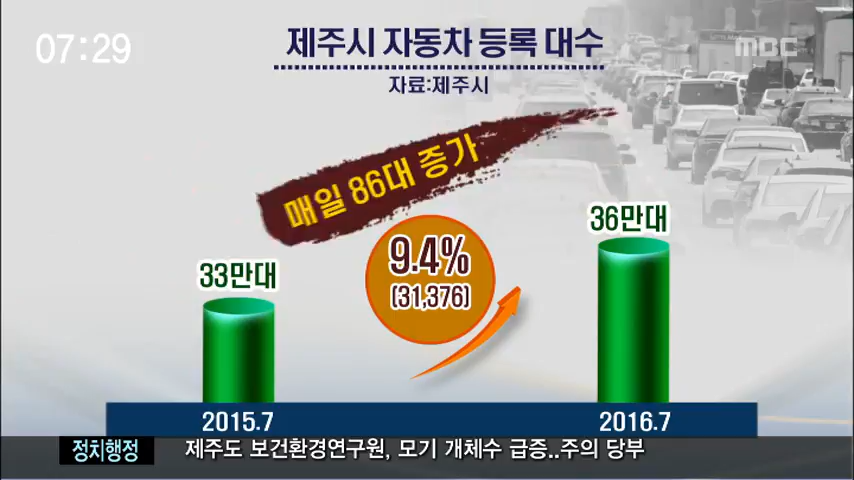 07:29
제주시 자동차 등록 대수
MBC
자료:제주시
매일 86대 증가
36만대
9.4%
33만대
(31,376)
2015.7
2016.7
정치행정
제주도 보건환경연구원, 모기 개체수 급증..주의 당부